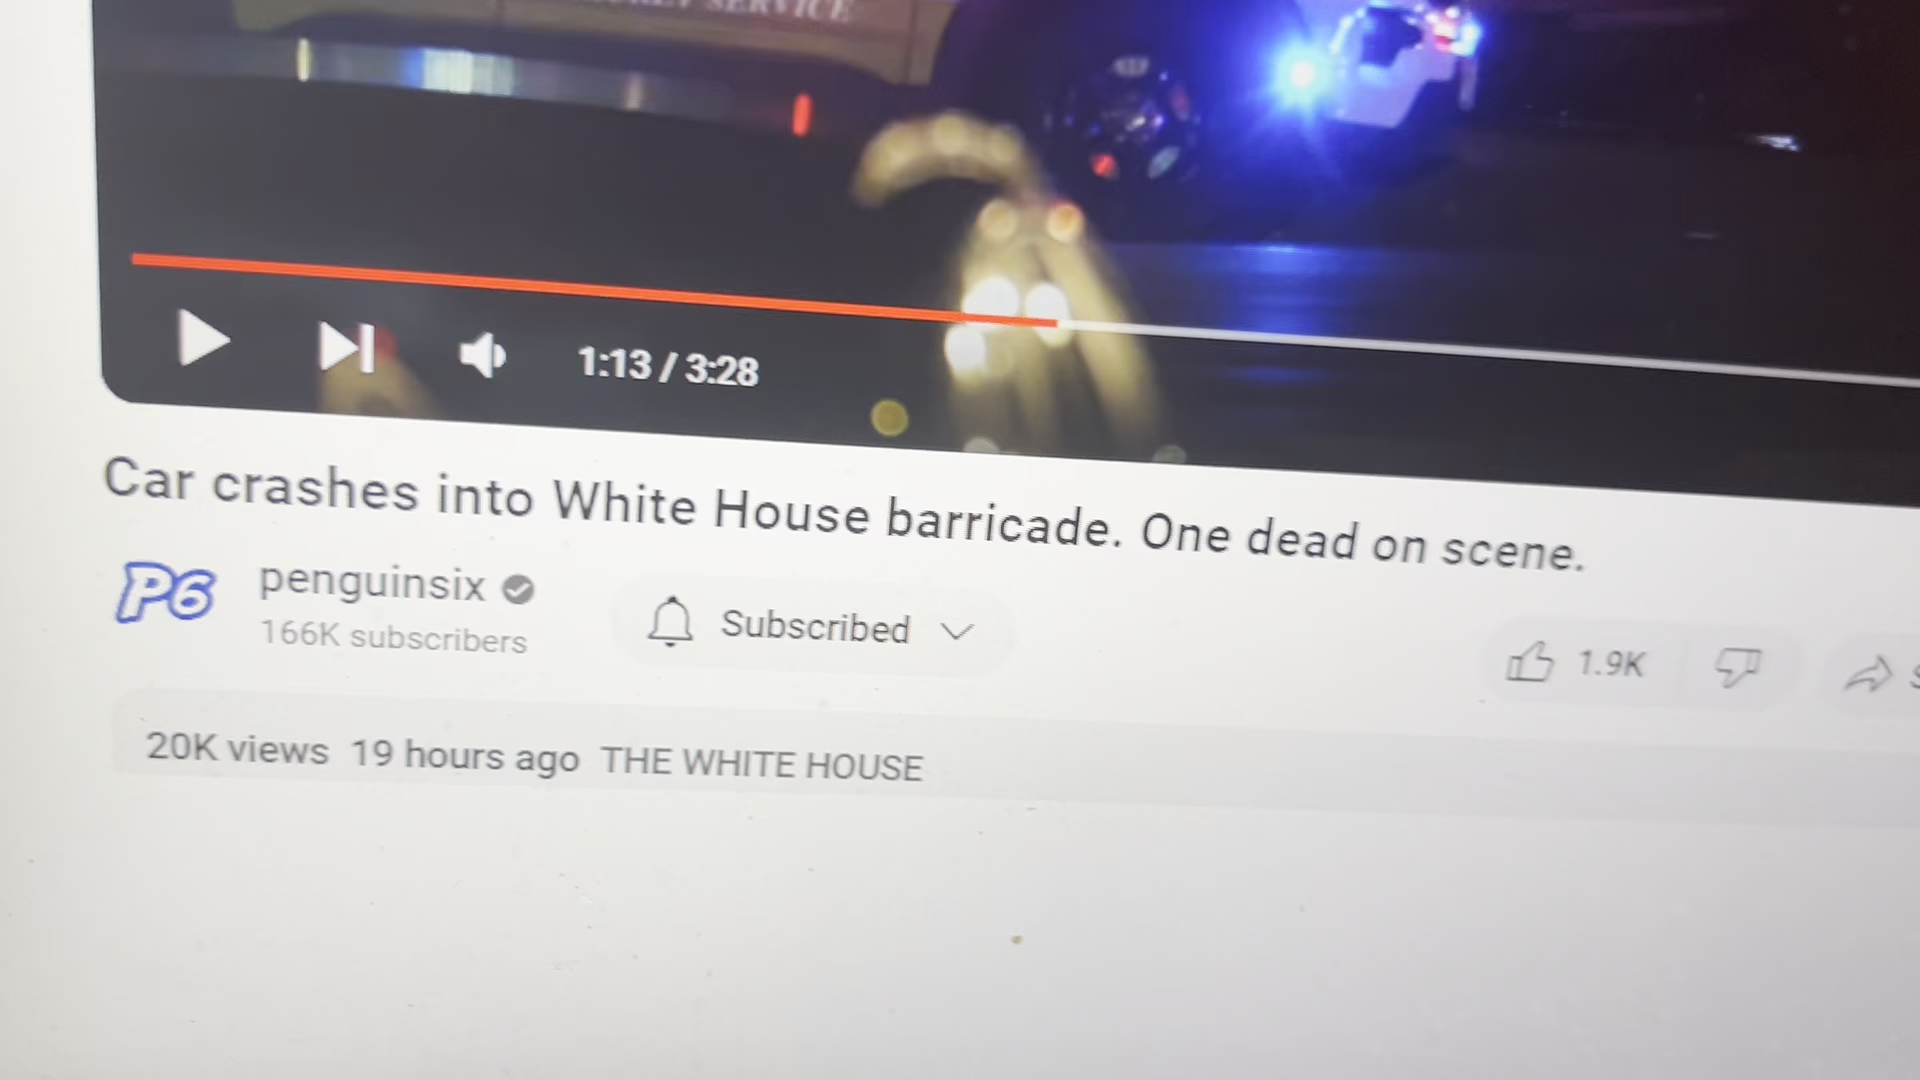 SERVICE
1:13 / 3:28
Car crashes into White House barricade. One dead on scene.
P6
penguinsix
166K subscribers
Subscribed
1.9K
20K views 19 hours ago THE WHITE HOUSE